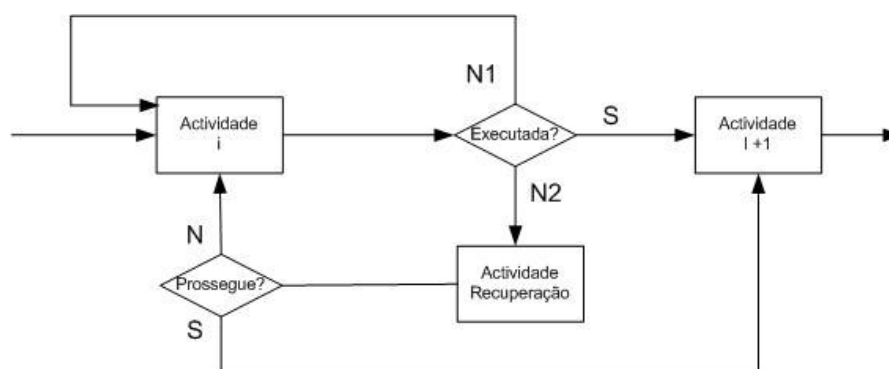 N1
Actividade
i
Executada?
S
Actividade
I +1
N2
N
Actividade
Recuperação
Prossegue?
S